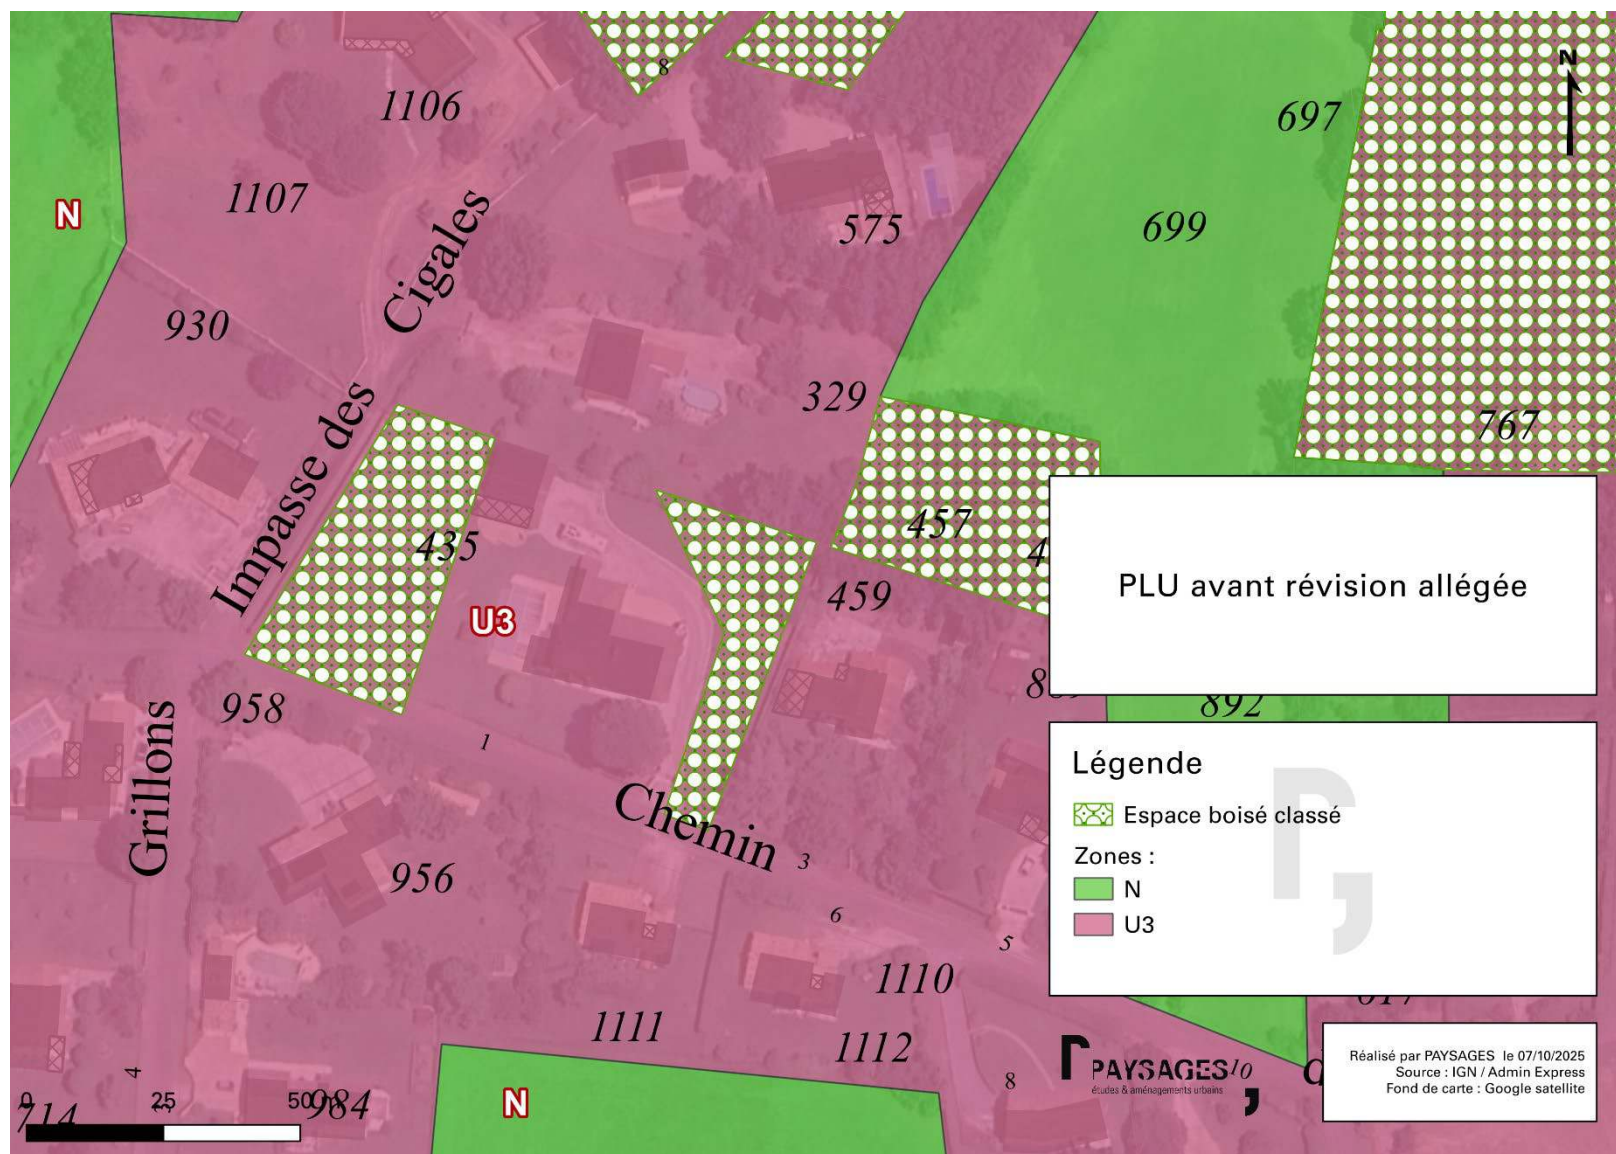 8
N
1106
697
1107
N
575
699
Cigales
930
329
767
Impasse des
457
435
4
PLU avant révision allégée
459
U3
958
892
1
Légende
Grillons
Chemin
Espace boisé classé
Zones :
3
956
N
6
U3
5
1110
1111
1112
PAYSAGES
études & aménagements urbains
10
Réalisé par PAYSAGES le 07/10/2025
Source : IGN / Admin Express
Fond de carte : Google satellite
4
8
N
0 25 50 m
714
984